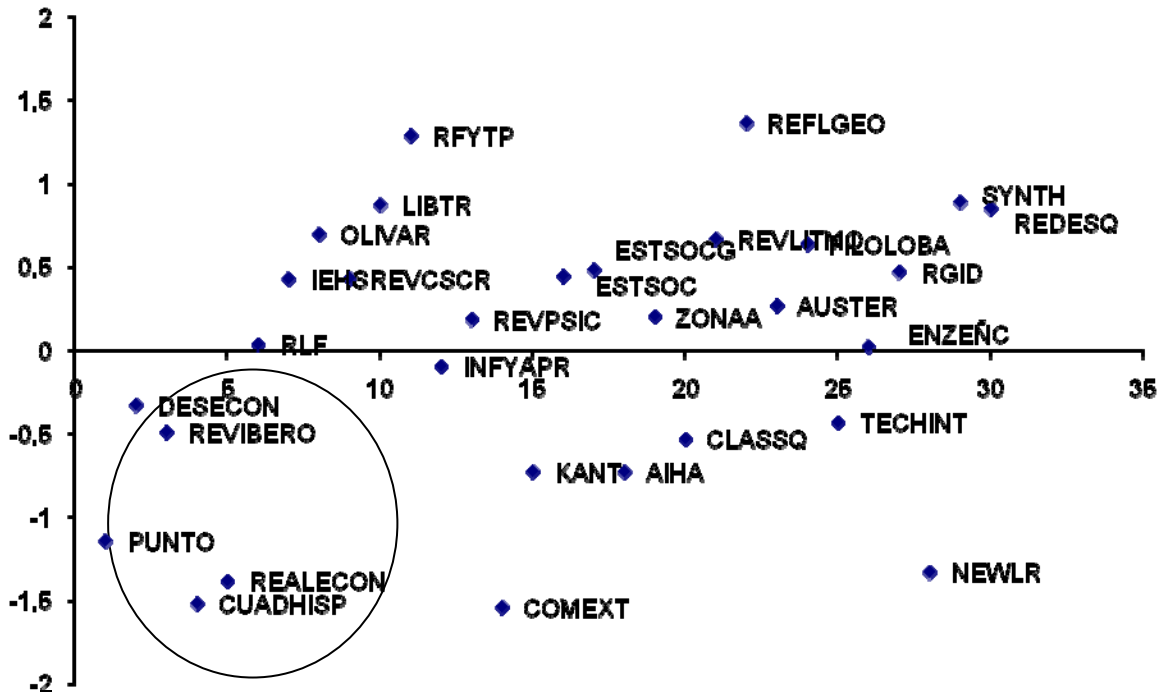 2
1,5
RFYTP
REFLGEO
1
LIBTR
SYNTH
REDESQ
OLIVAR
ESTSOCG
REVLITMO
FILOLOBA
0,5
IEHS
REVCSCR
ESTSOC
RGID
REVPSIC
ZONAA
AUSTER
ENZEÑC
RLF
0
INFYAPR
0 5 10 15 20 25 30 35
DESECON
-0,5
REVIBERO
CLASSQ
TECHINT
KANT
AIHA
-1
PUNTO
REALECON
NEWLR
-1,5
CUADHISP
COMEXT
-2